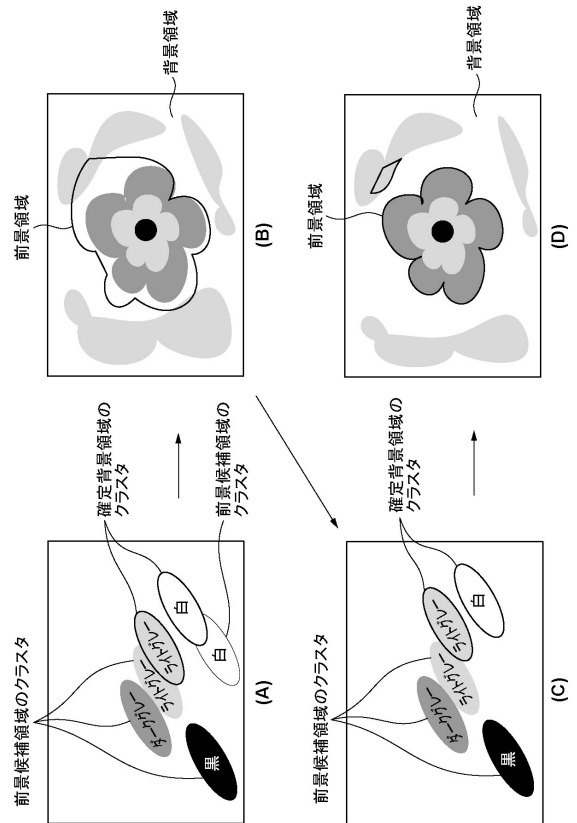 前景候補領域のクラスタ
黒
ダークグレー
ライトグレー
ライトグレー
白
白
確定背景領域の
クラスタ
前景候補領域の
クラスタ
(A)
前景領域
背景領域
(B)
前景候補領域のクラスタ
黒
ダークグレー
ライトグレー
ライトグレー
白
確定背景領域の
クラスタ
(C)
前景領域
背景領域
(D)